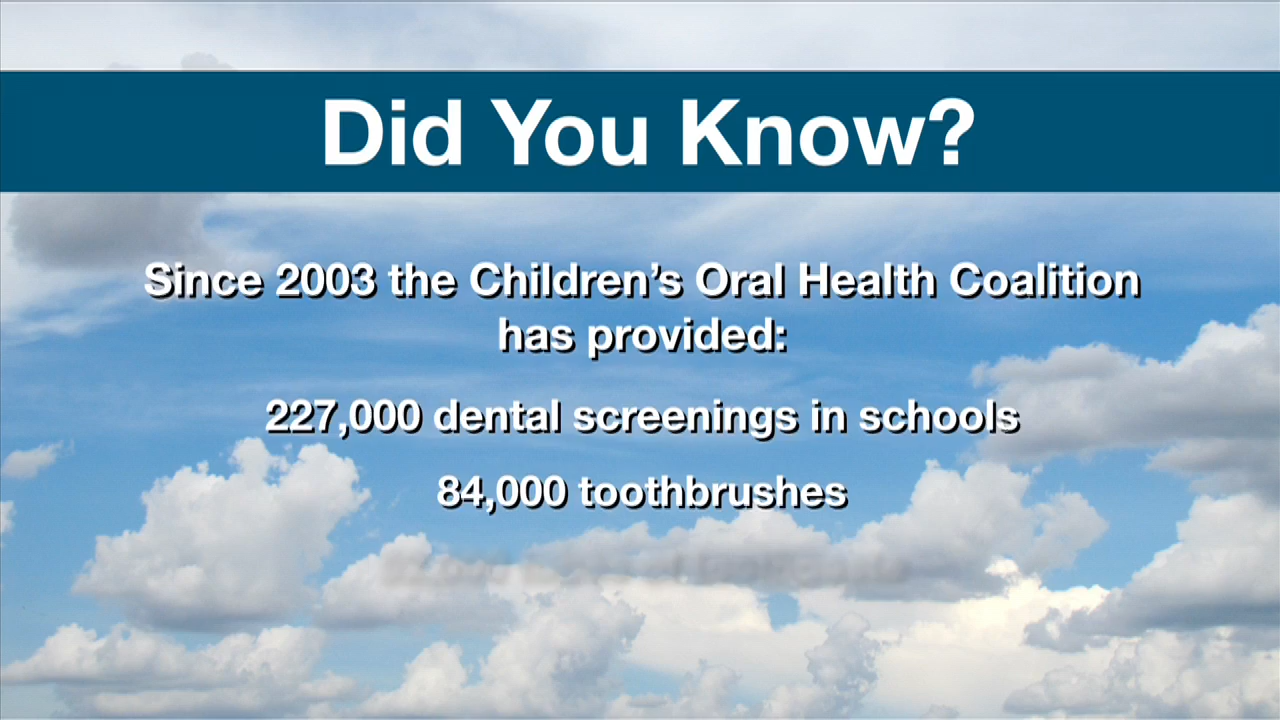 Did You Know?
Since 2003 the Children's Oral Health Coalition
has provided:
227,000 dental screenings in schools
84,000 toothbrushes